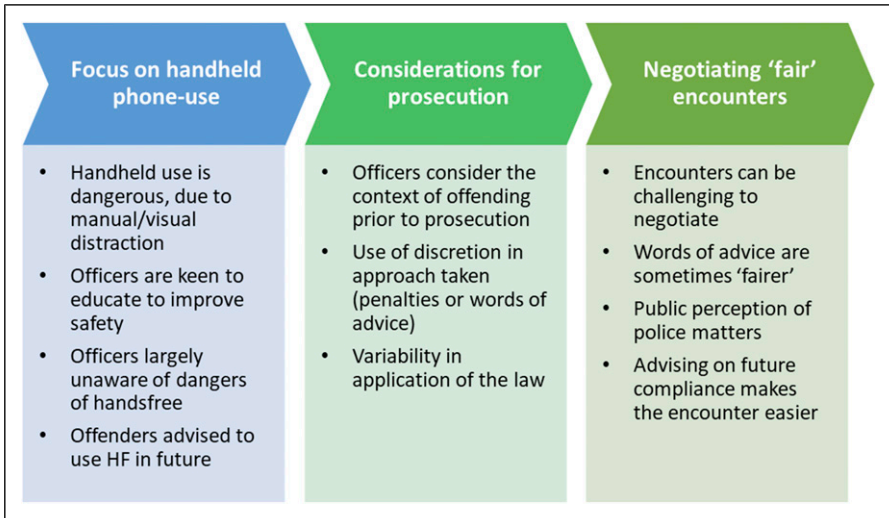 Focus on handheld
phone-use
• Handheld use is
dangerous, due to
manual/visual
distraction
• Officers are keen to
educate to improve
safety
• Officers largely
unaware of dangers
of handsfree
• Offenders advised to
use HF in future
Considerations for
prosecution
• Officers consider the
context of offending
prior to prosecution
• Use of discretion in
approach taken
(penalties or words of
advice)
• Variability in
application of the law
Negotiating ‘fair’
encounters
• Encounters can be
challenging to
negotiate
• Words of advice are
sometimes ‘fairer’
• Public perception of
police matters
• Advising on future
compliance makes
the encounter easier